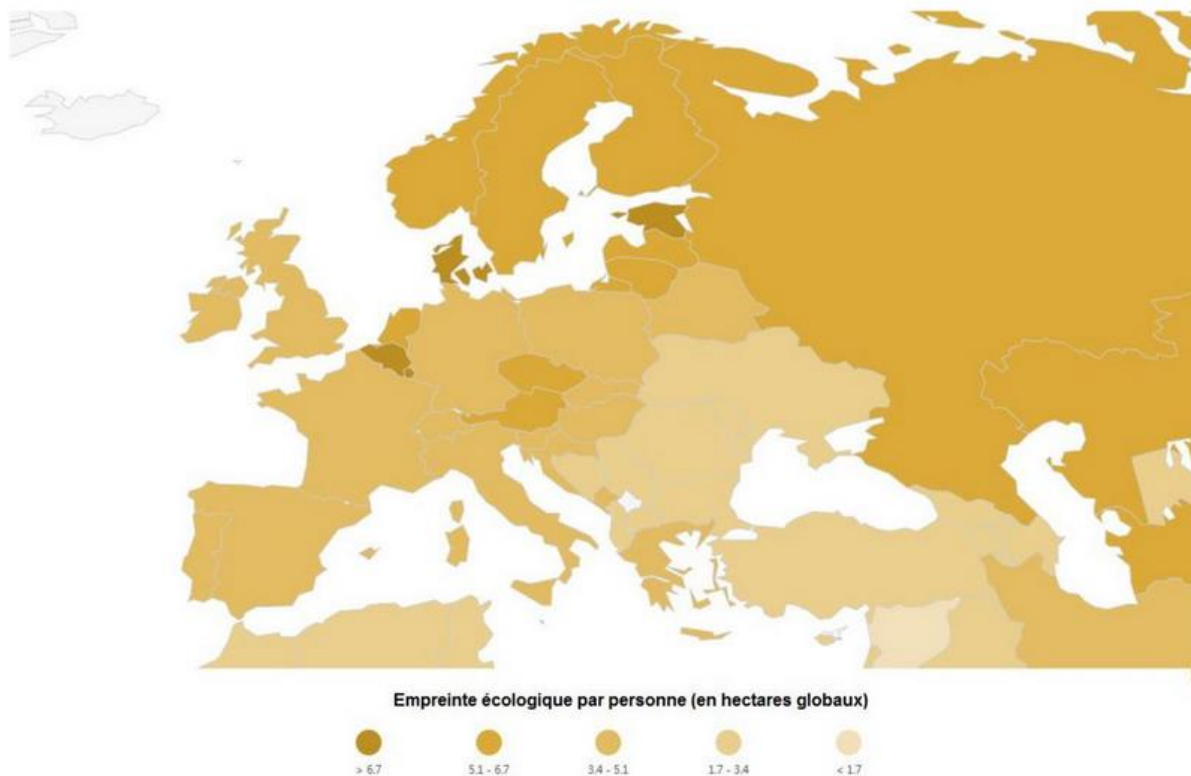 Empreinte écologique par personne (en hectares globaux)
> 6.7 5.1 - 6.7 3.4 - 5.1 1.7 - 3.4 < 1.7